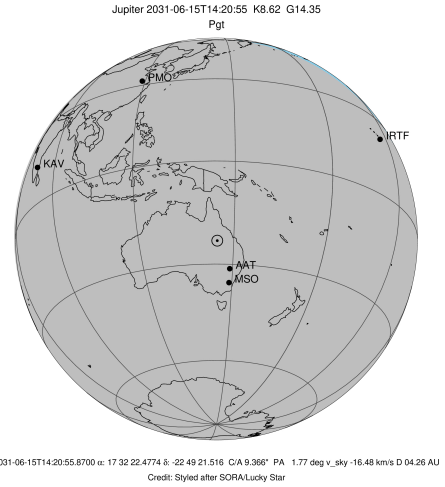 Jupiter 2031-06-15T14:20:55 K8.62 G14.35
Pgt
PMO
IRTF
KAV
AAT
MSO
031-06-15T14:20:55.8700 α: 17 32 22.4774 δ: -22 49 21.516 C/A 9.366" PA 1.77 deg v_sky -16.48 km/s D 04.26 AU
Credit: Styled after SORA/Lucky Star